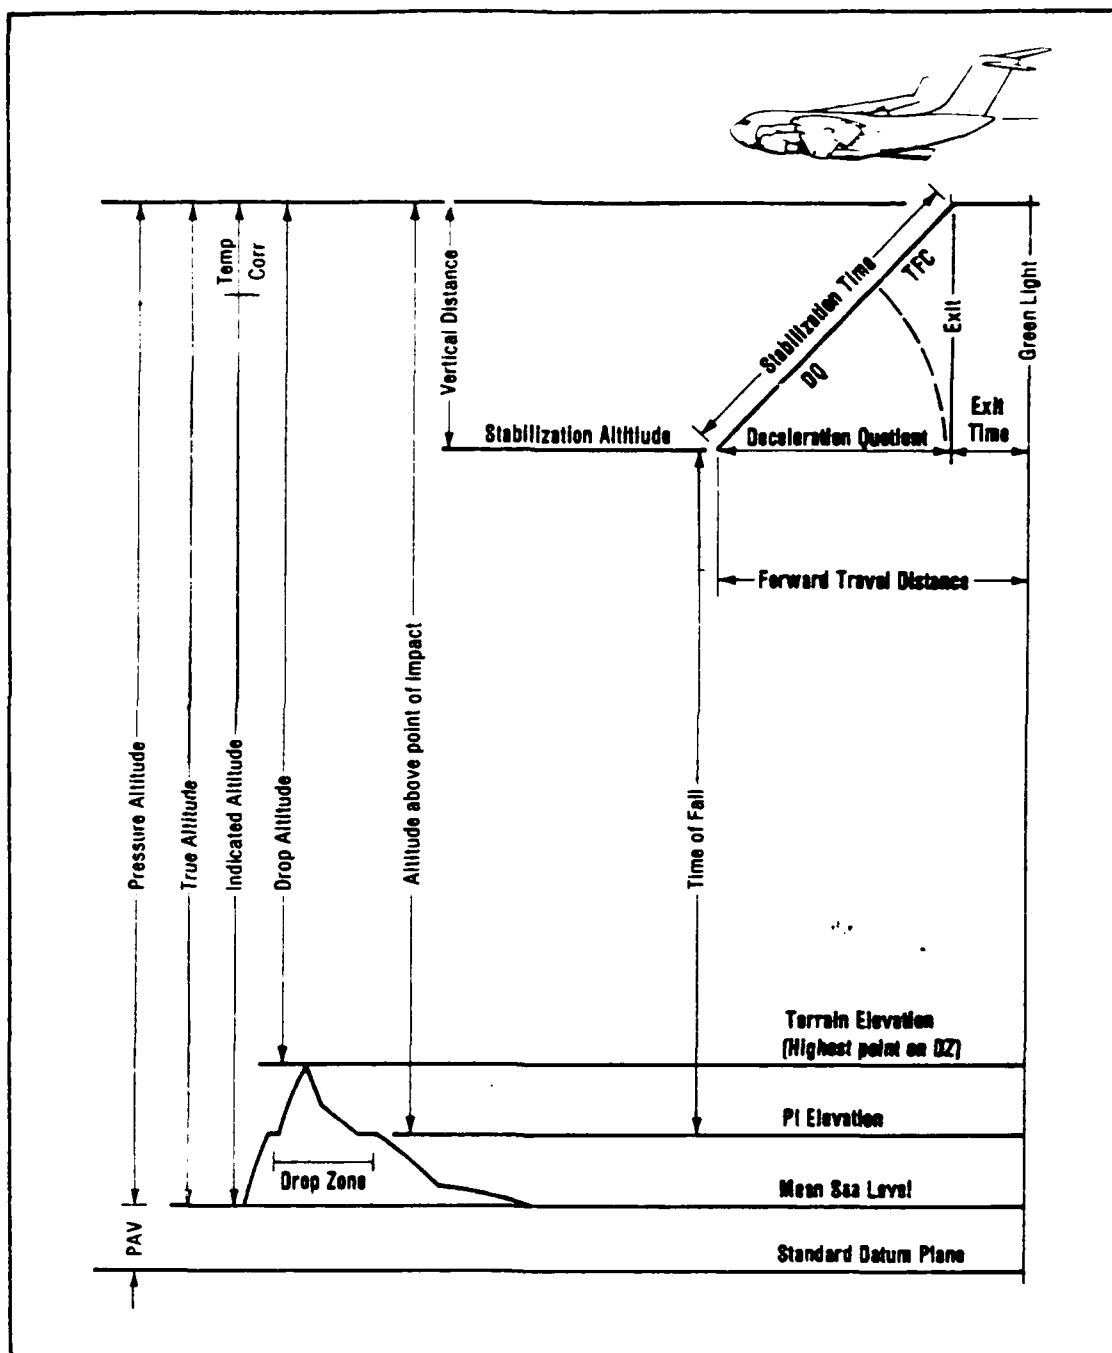 Temp
Corr
Vertical Distance
Stabilization Time
TFC
DQ
Exit
Green Light
Exit
Time
Stabilization Altitiude
Deceleration Quotient
Forward Travel Distance
Pressure Altitude
True Altitude
Indicated Altitude
Drop Altitude
Altitude above point of Impact
Time of Fall
Terrain Elevation
(Highest point on DZ)
PI Elevation
Drop Zone
Mean Sea Level
PAV
Standard Datum Plane